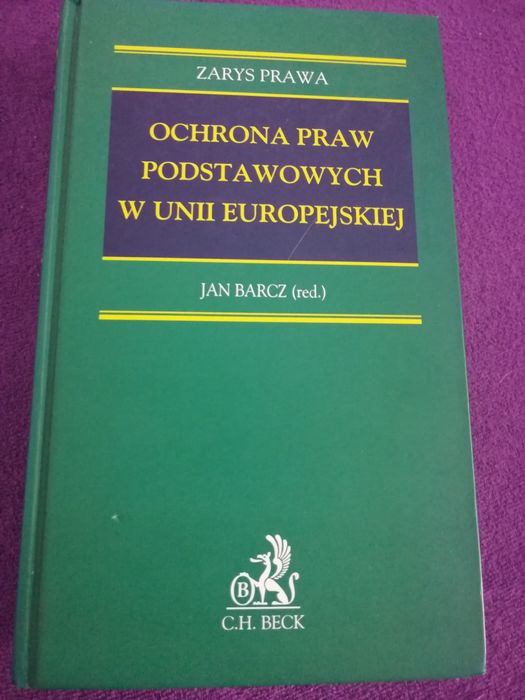 ZARYS PRAWA
OCHRONA PRAW
PODSTAWOWYCH
W UNII EUROPEJSKIEJ
JAN BARCZ (red.)
B
C.H. BECK